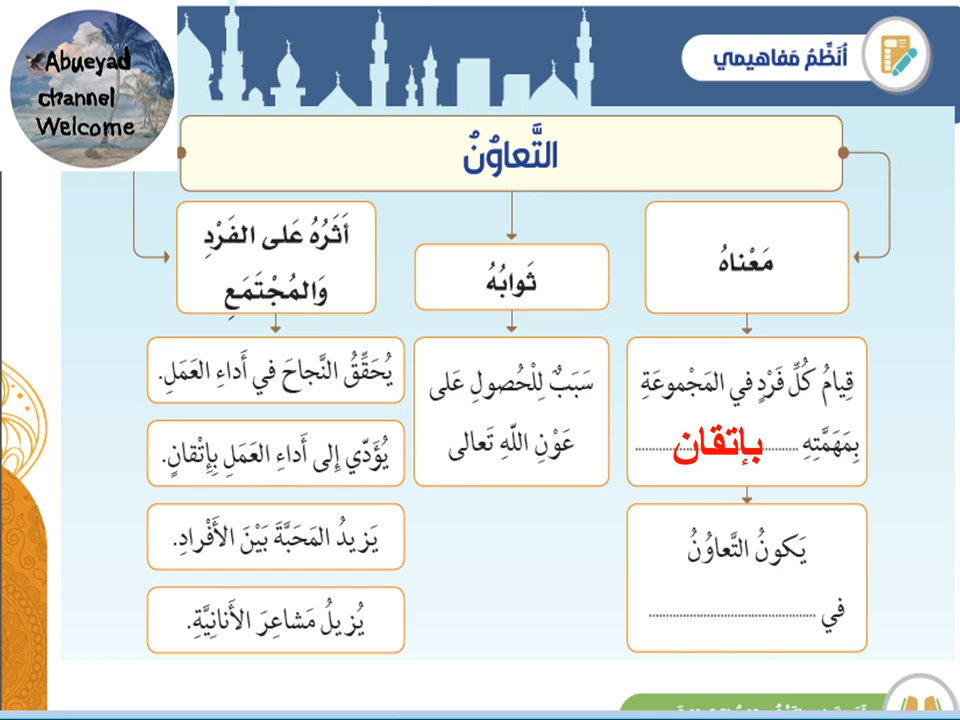 Abueyad
channel
Welcome
أُنَظِّمُ مَفاهيمي
التَّعاوُنُ
مَعْناهُ
ثَوابُهُ
أَثَرُهُ عَلى الفَرْدِ
وَالمُجْتَمَعِ
قِيامُ كُلِّ فَرْدٍ في المَجْموعَةِ
بِمَهَمَّتِهِ بإتقان
يَكونُ التَّعاوُنُ
في
سَبَبٌ لِلْحُصولِ عَلى
عَوْنِ اللّهِ تَعالى
يُحَقِّقُ النَّجاحَ في أَداءِ العَمَلِ.
يُؤَدّي إِلى أَداءِ العَمَلِ بِإِتْقانٍ.
يَزيدُ المَحَبَّةَ بَيْنَ الأَفْرادِ.
يُزيلُ مَشاعِرَ الأَنانِيَّةِ.